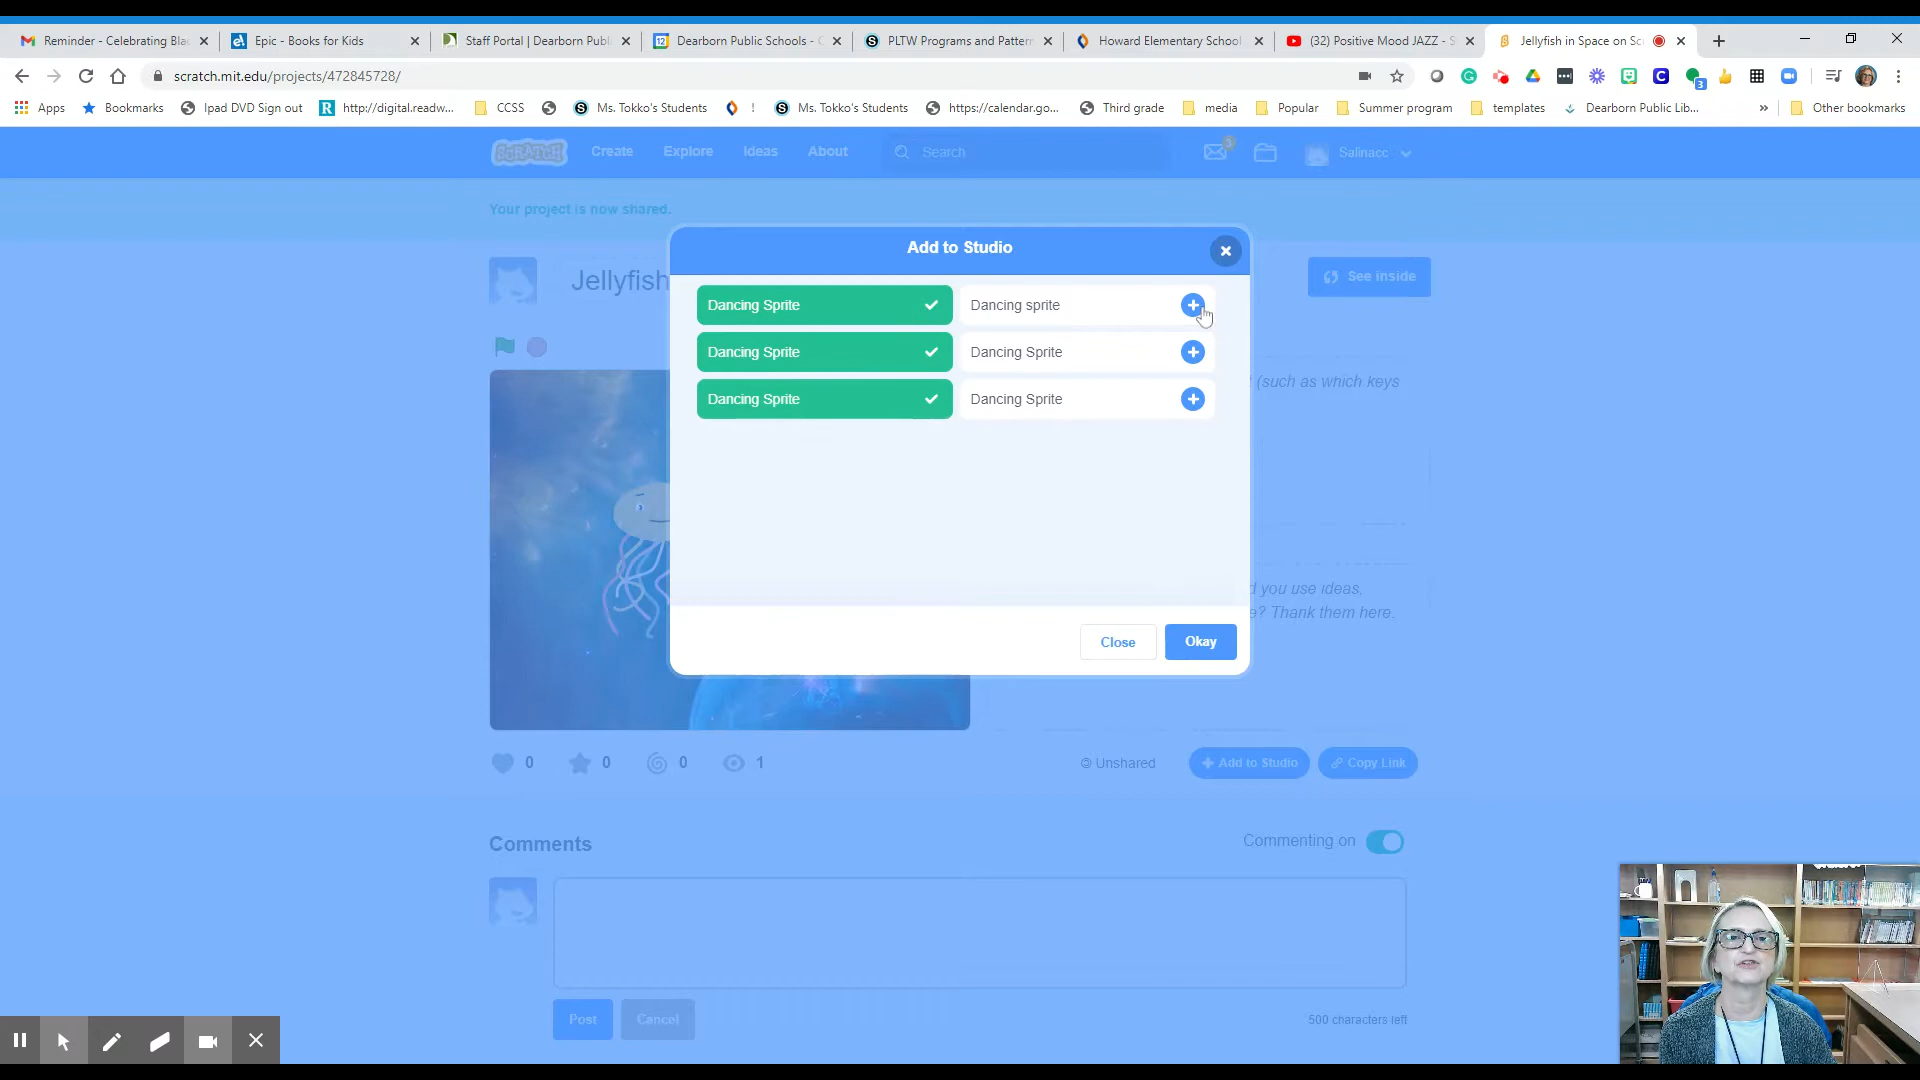 Reminder - Celebrating Bla
Epic - Books for Kids
Staff Portal | Dearborn Publ
12 Dearborn Public Schools - C
S PLTW Programs and Pattern
Howard Elementary School
(32) Positive Mood JAZZ - S
Jellyfish in Space on Sc
scratch.mit.edu/projects/472845728/
3
Apps Bookmarks Ipad DVD Sign out R http://digital.readw... CCSS S Ms. Tokko's Students ! S Ms. Tokko's Students https://calendar.go... Third grade media Popular Summer program templates Dearborn Public Lib... » Other bookmarks
SCRATCH Create Explore Ideas About Search 3 Salinacc
Your project is now shared.
Add to Studio
Jellyfish
See inside
Dancing Sprite Dancing sprite
Dancing Sprite Dancing Sprite
Dancing Sprite Dancing Sprite
(such as which keys
d you use ideas,
e? Thank them here.
Close Okay
0 0 0 1 Unshared Add to Studio Copy Link
Comments Commenting on
Post Cancel 500 characters left